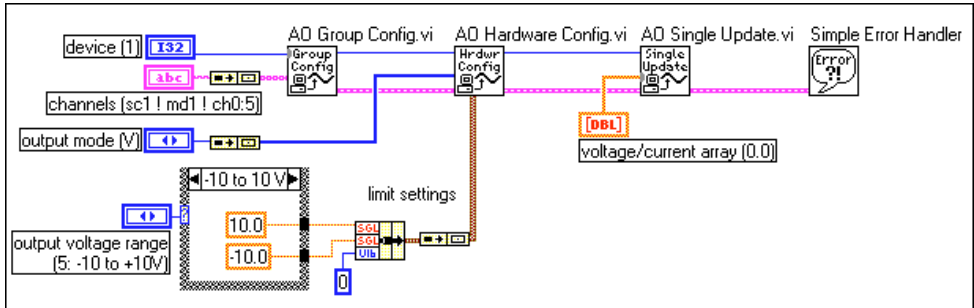 AO Group Config.vi
AO Hardware Config.vi
AO Single Update.vi
Simple Error Handler
device (1)
I32
Group
Config
Hrdwr
Config
Single
Update
Error
?!
abc
channels (sc1 ! md1 ! ch0:5)
[DBL]
output mode (V)
voltage/current array (0.0)
-10 to 10 V
limit settings
?
10.0
SGL
output voltage range
(5: -10 to +10V)
-10.0
SGL
UIb
0